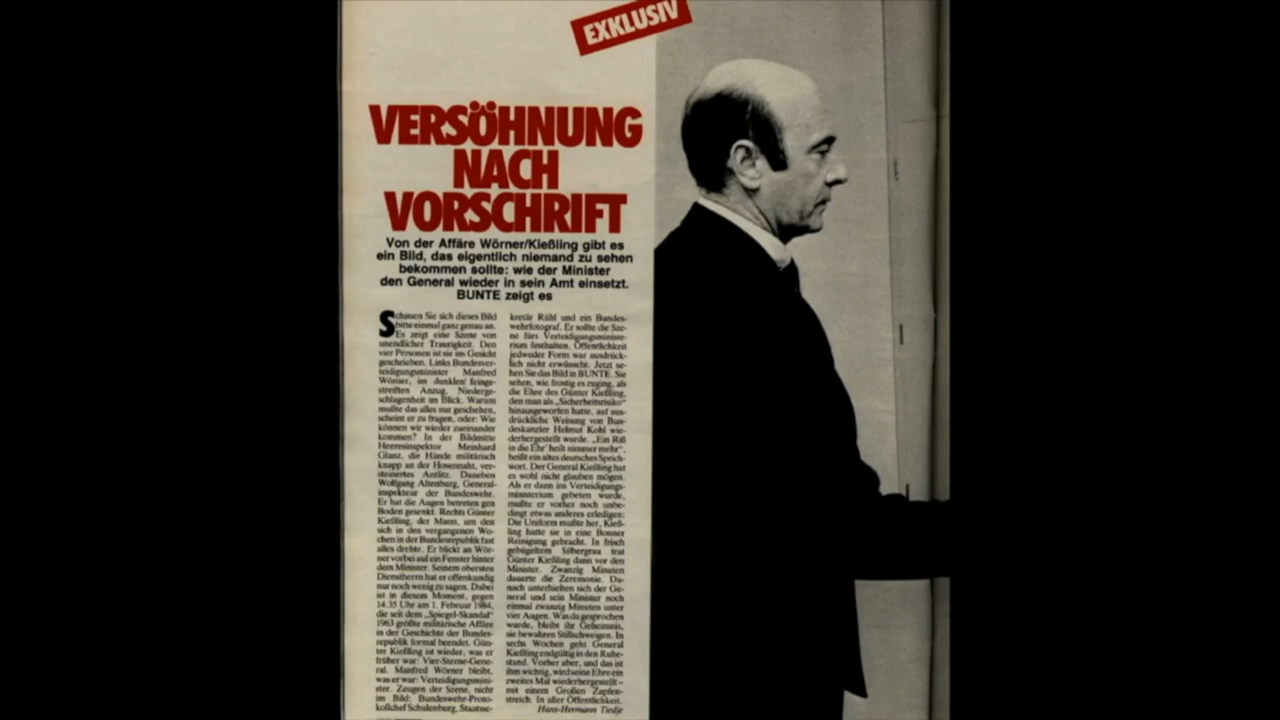 EXKLUSIV
VERSÖHNUNG
NACH
VORSCHRIFT
Von der Affäre Wörner/Kießling gibt es
ein Bild, das eigentlich niemand zu sehen
bekommen sollte: wie der Minister
den General wieder in sein Amt einsetzt.
BUNTE zeigt es
Schauen Sie sich dieses Bild
bitte einmal ganz genau an.
Es zeigt eine Szene von
unendlicher Traurigkeit. Den
vier Personen ist sie ins Gesicht
geschrieben. Links Bundesver-
teidigungsminister Manfred
Wörner, im dunklen feinge-
streiften Anzug, Niederge-
schlagenheit im Blick. Warum
mußte das alles nur geschehen,
scheint er zu fragen, oder: Wie
können wir wieder zueinander
kommen? In der Bildmitte
Heeresinspektor Meinhard
Glanz, die Hände militärisch
knapp an der Hosennaht, ver-
steinertes Antlitz. Daneben
Wolfgang Altenburg, General-
inspekteur der Bundeswehr.
Er hat die Augen betreten gen
Boden gesenkt. Rechts Günter
Kießling, der Mann, um den
sich in den vergangenen Wo-
chen in der Bundesrepublik fast
alles drehte. Er blickt an Wör-
ner vorbei auf ein Fenster hinter
dem Minister. Seinem obersten
Dienstherrn hat er offenkundig
nur noch wenig zu sagen. Dabei
ist in diesem Moment, gegen
14.35 Uhr am 1. Februar 1984,
die seit dem „Spiegel-Skandal“
1963 größte militärische Affäre
in der Geschichte der Bundes-
republik formal beendet. Gün-
ter Kießling ist wieder, was er
früher war: Vier-Sterne-Gene-
ral. Manfred Wörner bleibt,
was er war: Verteidigungsmini-
ster. Zeugen der Szene, nicht
im Bild: Bundeswehr-Proto-
kollchef Schulenburg, Staatsse-
kretär Rühl und ein Bundes-
wehrfotograf. Er sollte die Sze-
ne fürs Verteidigungsministe-
rium festhalten, Öffentlichkeit
jedweder Form war ausdrück-
lich nicht erwünscht. Jetzt se-
hen Sie das Bild in BUNTE. Sie
sehen, wie frostig es zuging, als
die Ehre des Günter Kießling,
den man als „Sicherheitsrisiko“
hinausgeworfen hatte, auf aus-
drückliche Weisung von Bun-
deskanzler Helmut Kohl wie-
derhergestellt wurde. „Ein Riß
in die Ehr' heilt nimmer mehr“,
heißt ein altes deutsches Sprich-
wort. Der General Kießling hat
es wohl nicht glauben mögen.
Als er dann ins Verteidigungs-
ministerium gebeten wurde,
mußte er vorher noch unbe-
dingt etwas anderes erledigen:
Die Uniform mußte her, Kieß-
ling hatte sie in eine Bonner
Reinigung gebracht. In frisch
gebügeltem Silbergrau trat
Günter Kießling dann vor den
Minister. Zwanzig Minuten
dauerte die Zeremonie. Da-
nach unterhielten sich der Ge-
neral und sein Minister noch
einmal zwanzig Minuten unter
vier Augen. Was da gesprochen
wurde, bleibt ihr Geheimnis,
sie bewahren Stillschweigen. In
sechs Wochen geht General
Kießling endgültig in den Ruhe-
stand. Vorher aber, und das ist
ihm wichtig, wird seine Ehre ein
zweites Mal wiederhergestellt –
mit einem Großen Zapfen-
streich. In aller Öffentlichkeit.
Hans-Hermann Tiedje